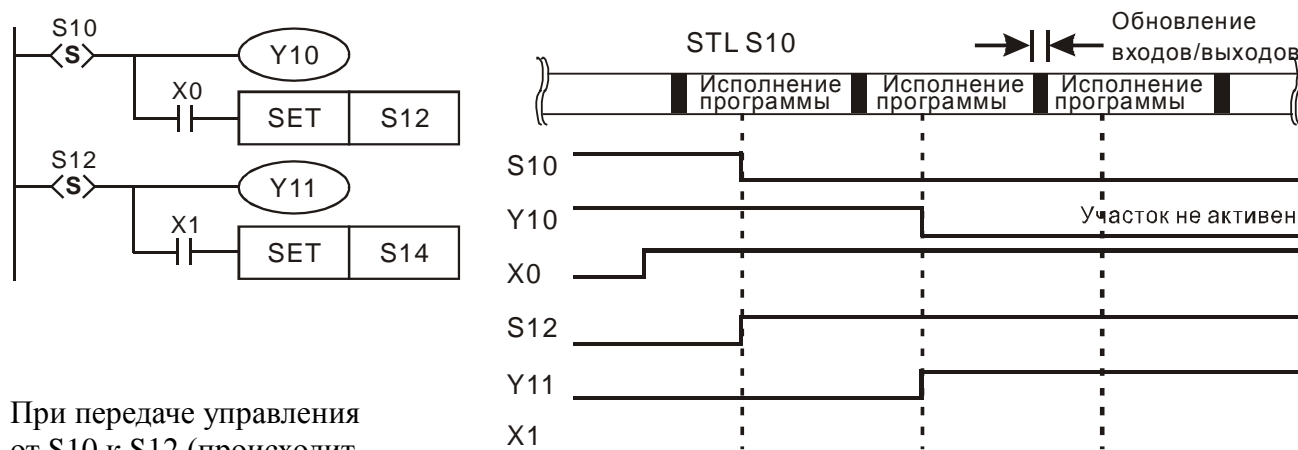 S10
S
Y10
X0
SET S12
S12
S
Y11
X1
SET S14
При передаче управления
от S10 к S12 (происходит
STL S10
Обновление
входов/выходов
Исполнение программы
Исполнение программы
Исполнение программы
S10
Y10
Участок не активен
X0
S12
Y11
X1